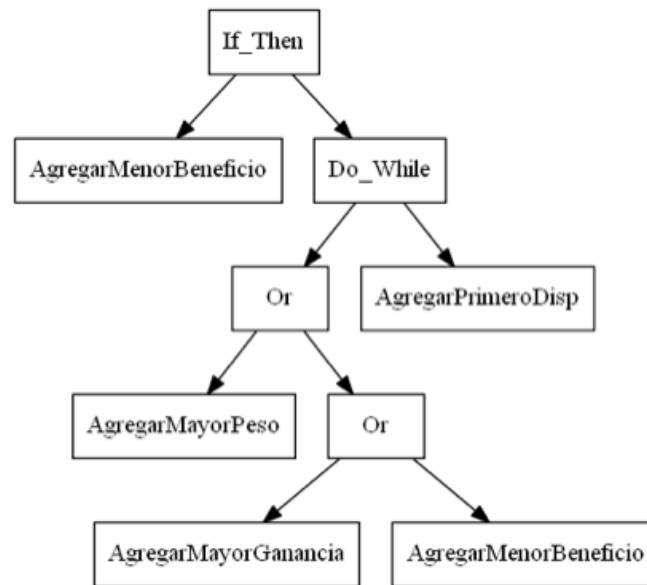 If_Then
AgregarMenorBeneficio
Do_While
Or
AgregarPrimeroDisp
AgregarMayorPeso
Or
AgregarMayorGanancia
AgregarMenorBeneficio